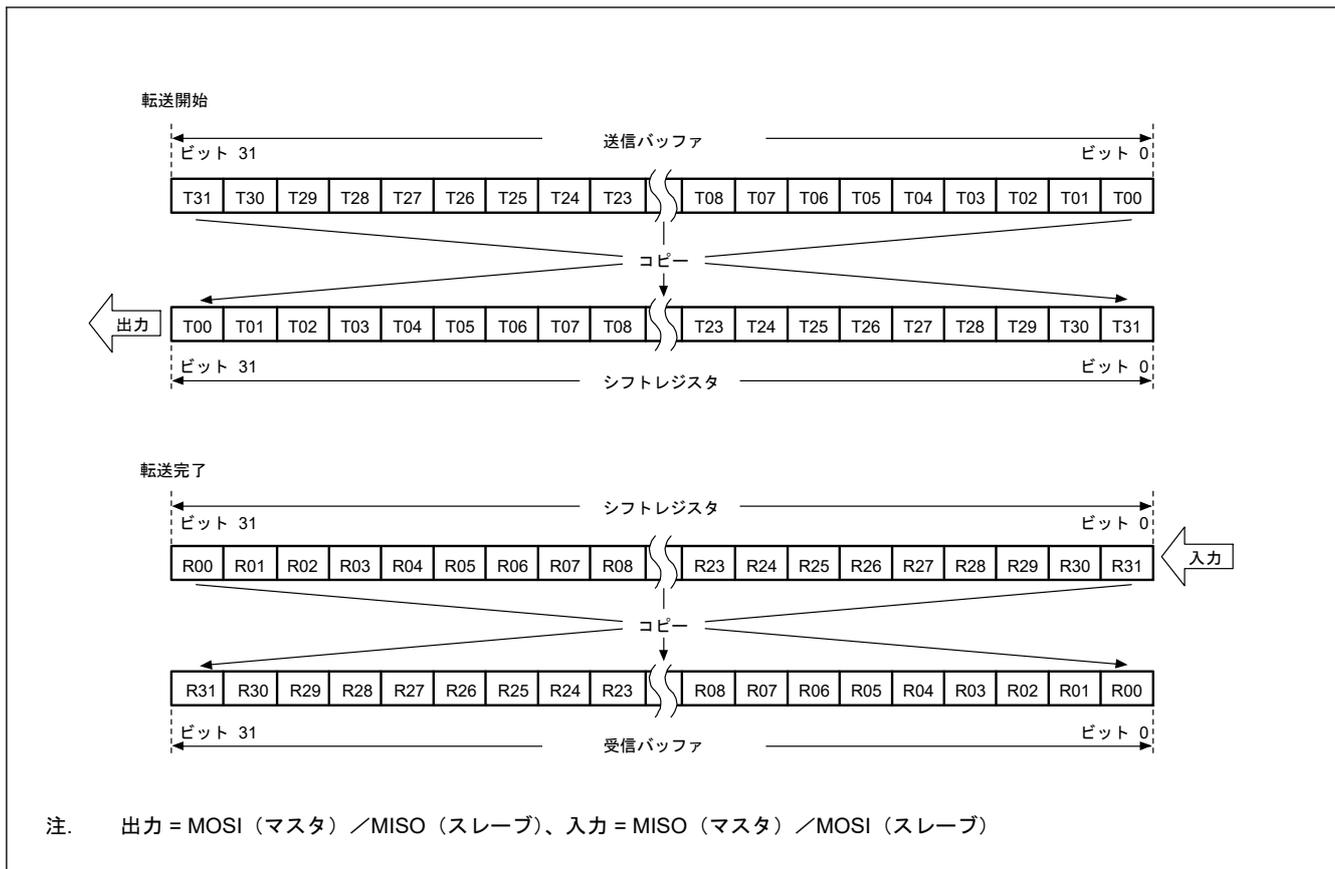 転送開始
送信バッファ
ビット 31 ビット 0
T31 T30 T29 T28 T27 T26 T25 T24 T23 T08 T07 T06 T05 T04 T03 T02 T01 T00
コピー
出力 T00 T01 T02 T03 T04 T05 T06 T07 T08 T23 T24 T25 T26 T27 T28 T29 T30 T31
ビット 31 ビット 0
シフトレジスタ
転送完了
シフトレジスタ
ビット 31 ビット 0
R00 R01 R02 R03 R04 R05 R06 R07 R08 R23 R24 R25 R26 R27 R28 R29 R30 R31 入力
コピー
R31 R30 R29 R28 R27 R26 R25 R24 R23 R08 R07 R06 R05 R04 R03 R02 R01 R00
ビット 31 ビット 0
受信バッファ
注. 出力 = MOSI（マスタ）／MISO（スレーブ）、入力 = MISO（マスタ）／MOSI（スレーブ）